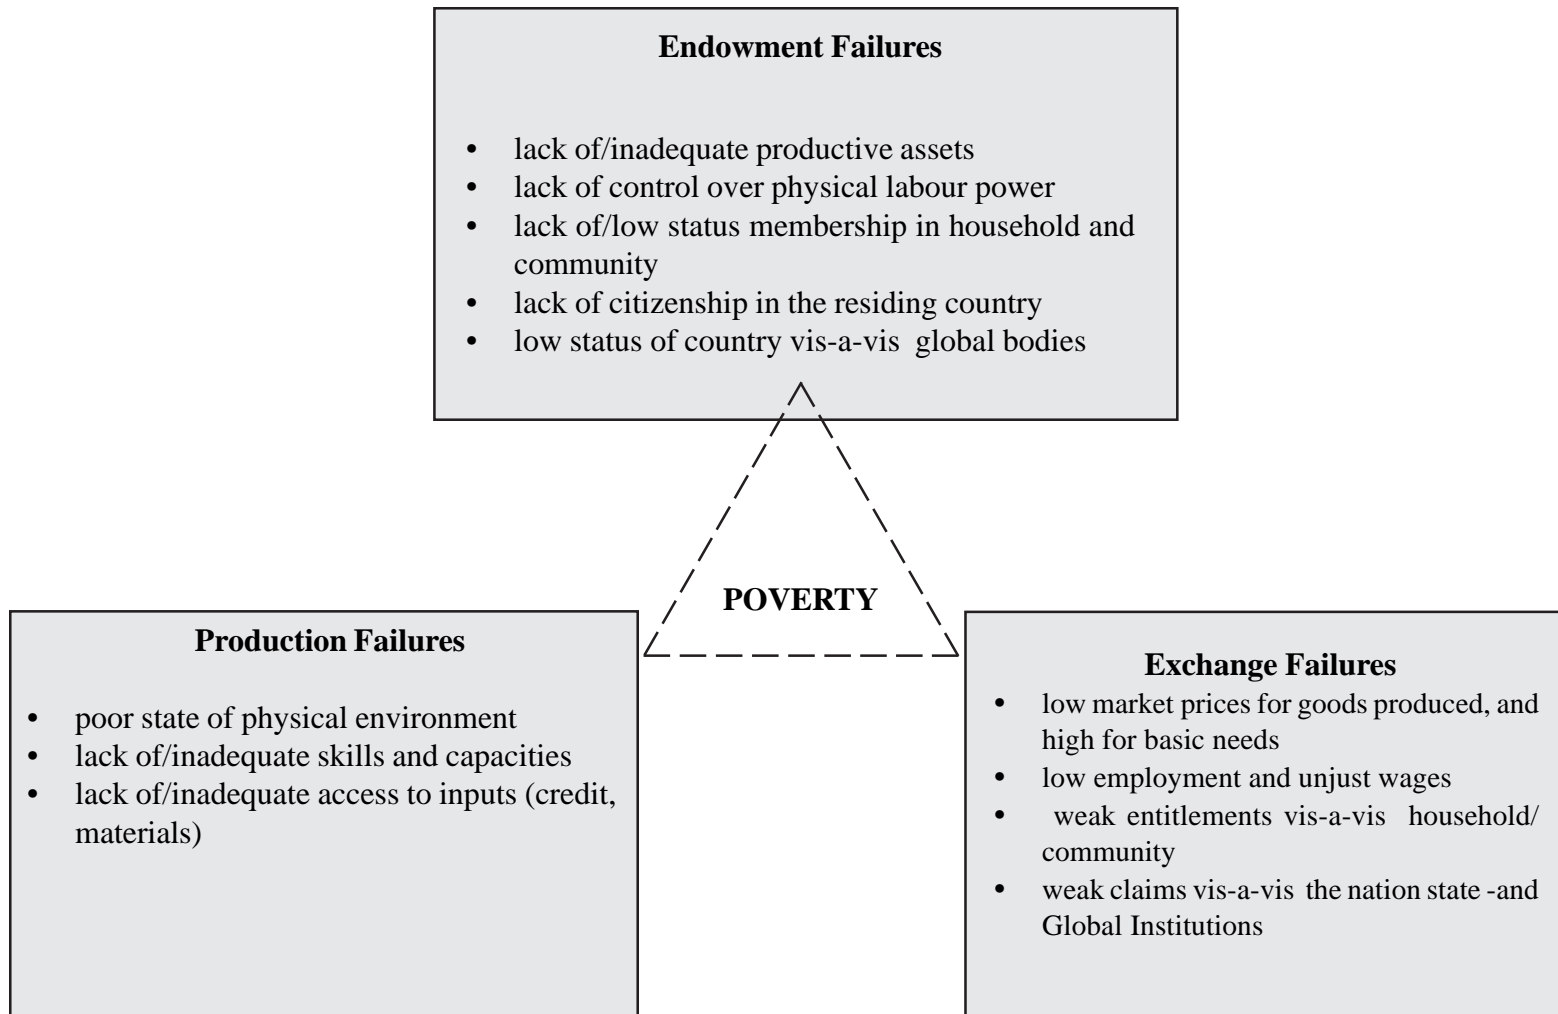 Endowment Failures
• lack of/inadequate productive assets
• lack of control over physical labour power
• lack of/low status membership in household and
community
• lack of citizenship in the residing country
• low status of country vis-a-vis global bodies
POVERTY
Production Failures
• poor state of physical environment
• lack of/inadequate skills and capacities
• lack of/inadequate access to inputs (credit,
materials)
Exchange Failures
• low market prices for goods produced, and
high for basic needs
• low employment and unjust wages
• weak entitlements vis-a-vis household/
community
• weak claims vis-a-vis the nation state -and
Global Institutions